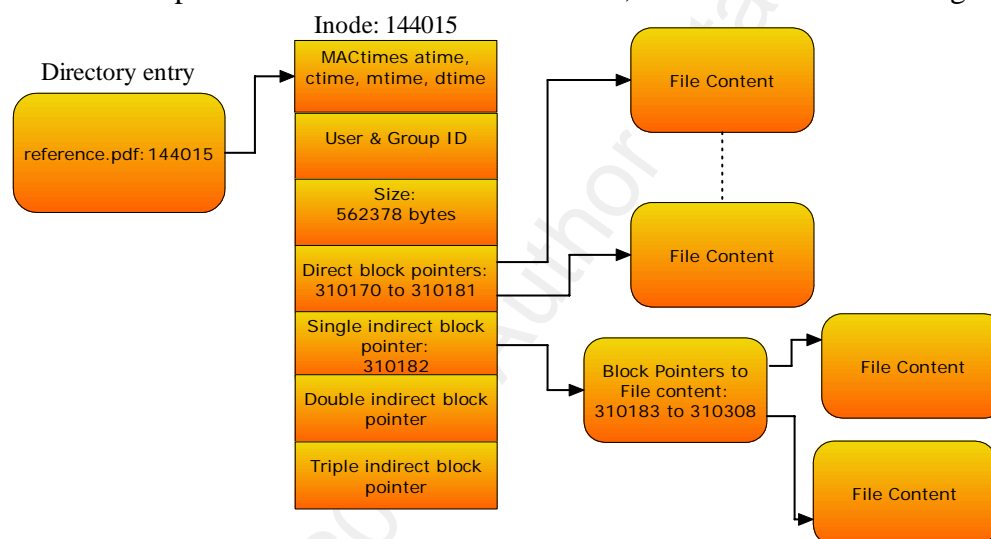 Inode: 144015
Directory entry
reference.pdf: 144015
MACtimes atime,
ctime, mtime, dtime
User & Group ID
Size:
562378 bytes
Direct block pointers:
310170 to 310181
Single indirect block
pointer:
310182
Double indirect block
pointer
Triple indirect block
pointer
File Content
File Content
Block Pointers to
File content:
310183 to 310308
File Content
File Content
Author